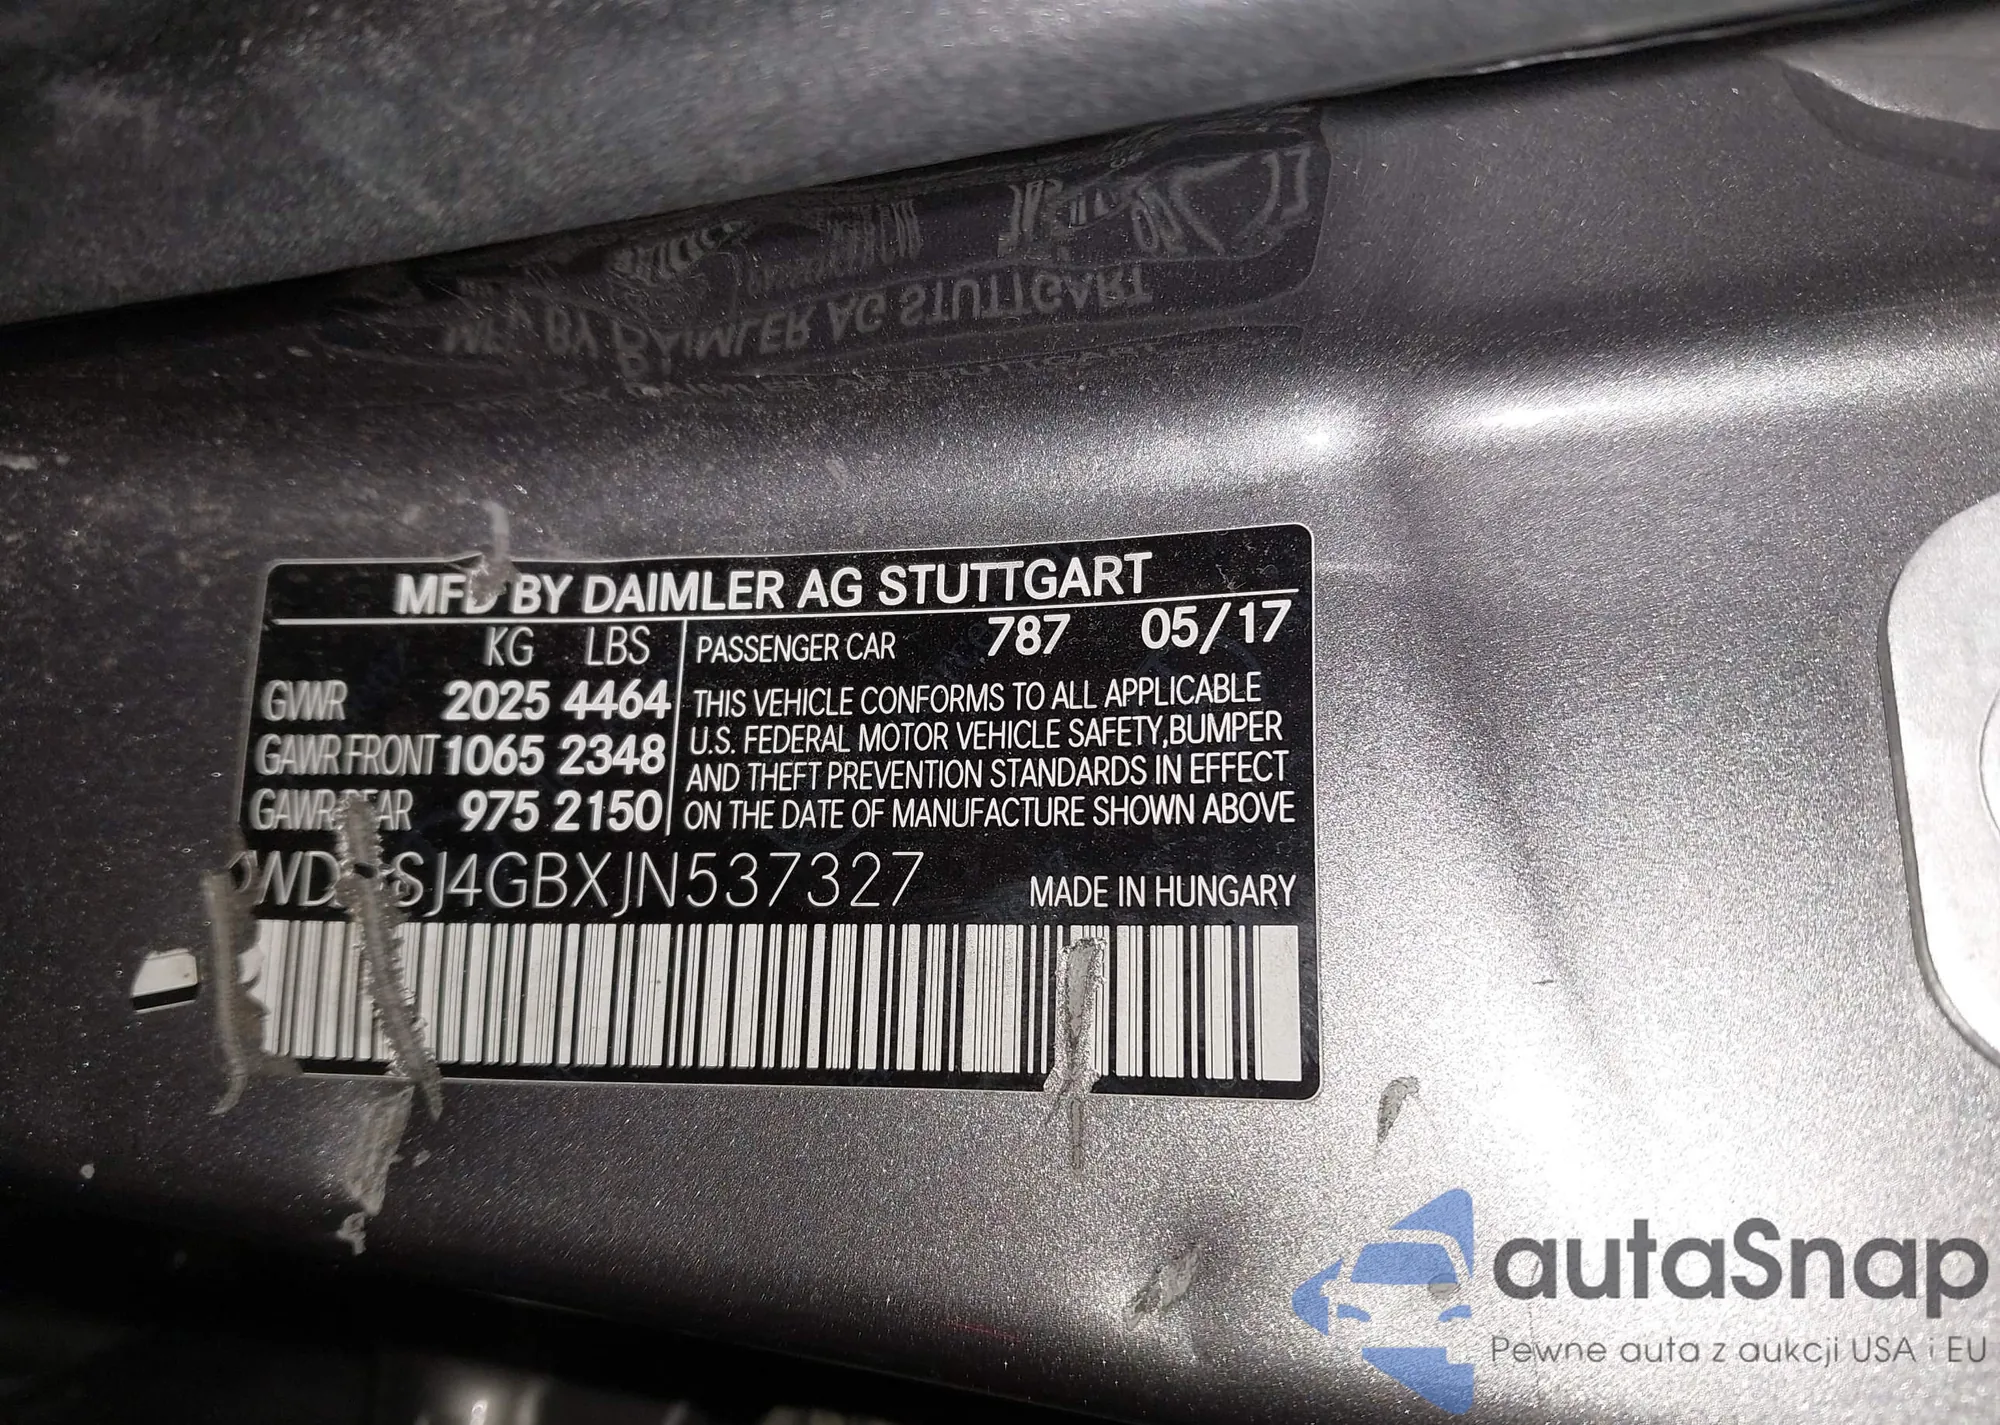 MFD BY DAIMLER AG STUTTGART
KG LBS
GVWR 2025 4464
GAWR FRONT 1065 2348
GAWR REAR 975 2150
PASSENGER CAR 787 05/17
THIS VEHICLE CONFORMS TO ALL APPLICABLE
U.S. FEDERAL MOTOR VEHICLE SAFETY,BUMPER
AND THEFT PREVENTION STANDARDS IN EFFECT
ON THE DATE OF MANUFACTURE SHOWN ABOVE
SJ4GBXJN537327
MADE IN HUNGARY
autaSnap
Pewne auta z aukcji USA i EU